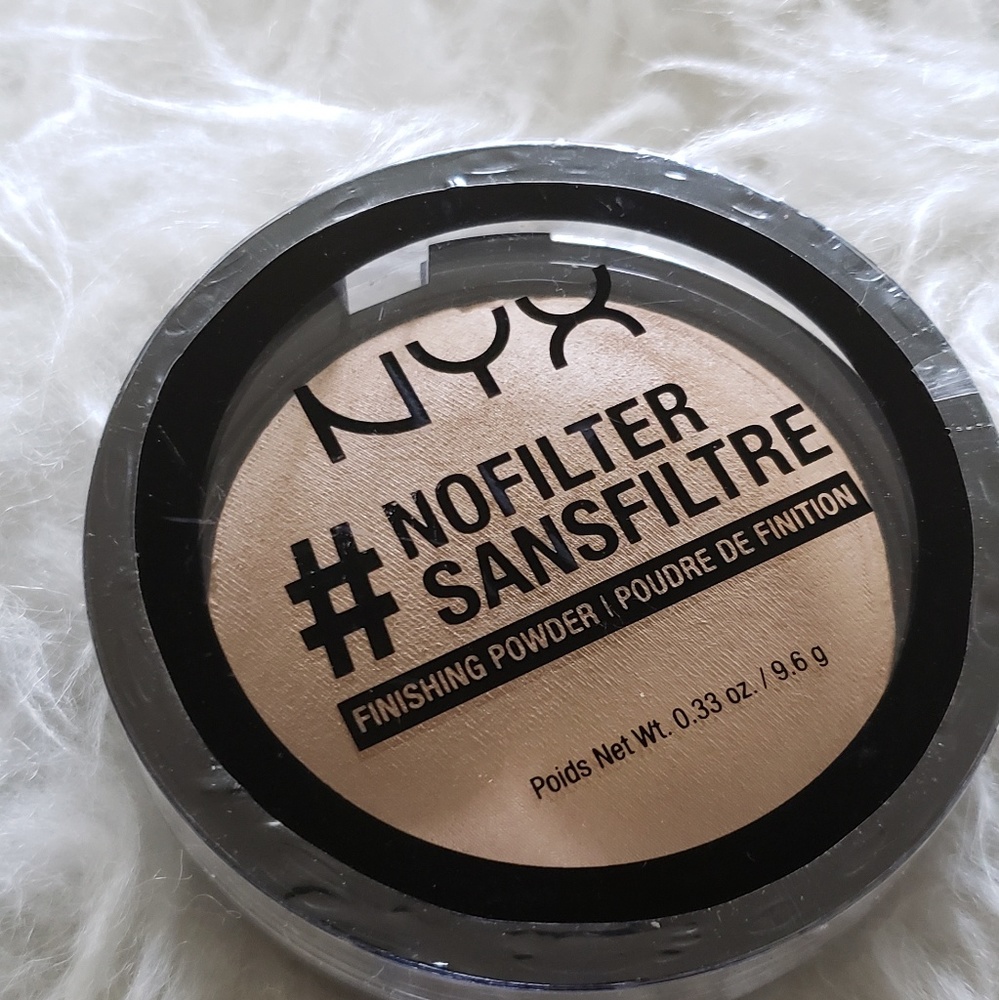 NYX
# NOFILTER
SANSFILTRE
FINISHING POWDER | POUDRE DE FINITION
Poids Net Wt. 0.33 oz. / 9.6 g